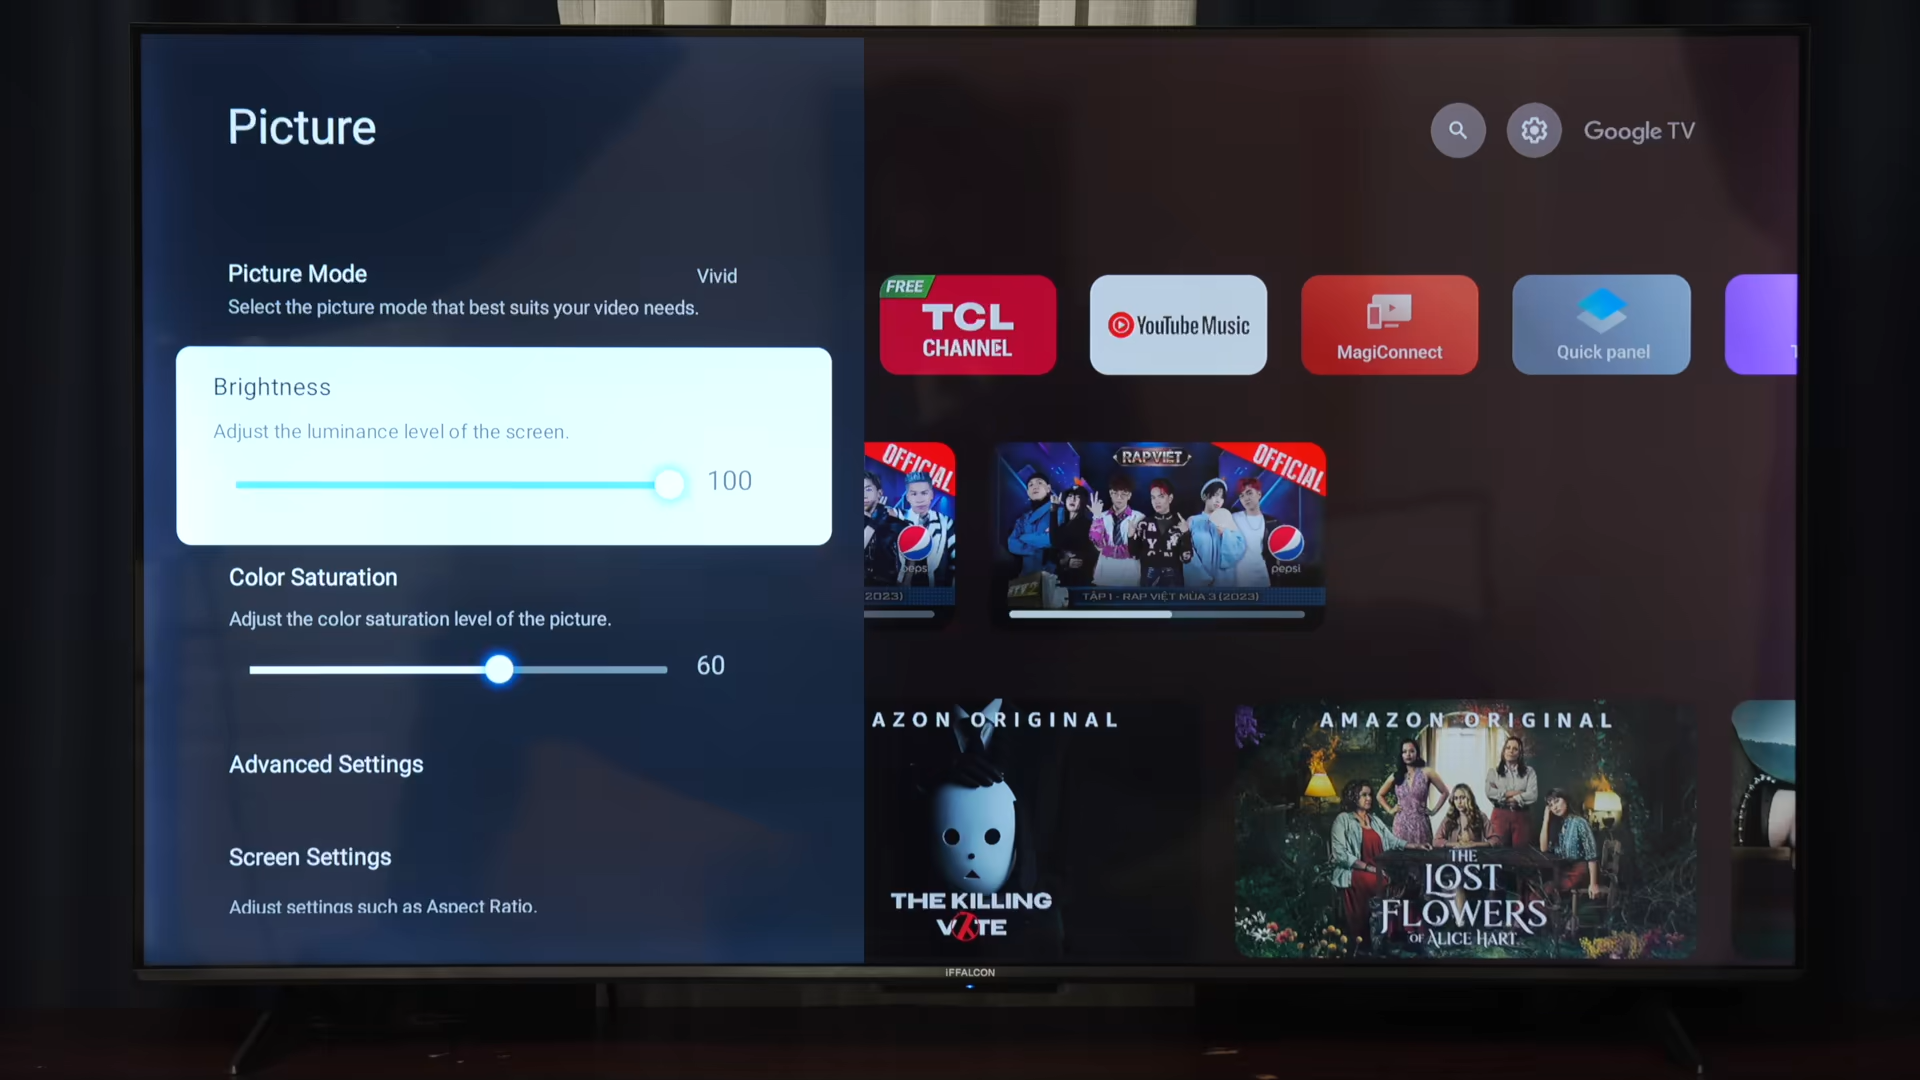 Picture
Google TV
Picture Mode
Vivid
Select the picture mode that best suits your video needs.
Brightness
Adjust the luminance level of the screen.
100
Color Saturation
Adjust the color saturation level of the picture.
60
Advanced Settings
Screen Settings
Adjust settings such as Aspect Ratio.
FREE
TCL
CHANNEL
YouTube Music
MagiConnect
Quick panel
OFFICIAL
pepsi
2023)
RAP VIỆT
OFFICIAL
pepsi
TẬP 1 - RAP VIỆT MÙA 3 (2023)
AZON ORIGINAL
THE KILLING
VOTE
AMAZON ORIGINAL
THE
LOST
FLOWERS
OF ALICE HART
iFFALCON